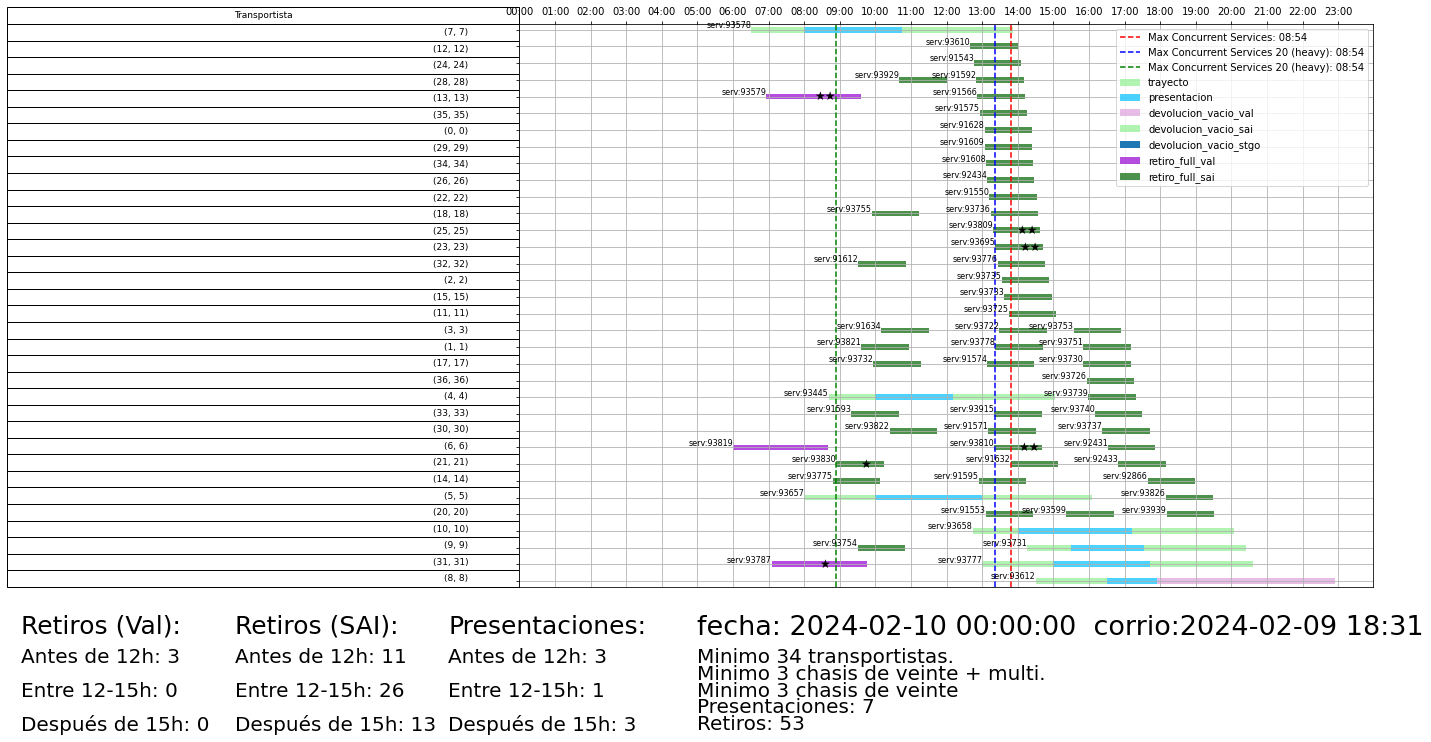 Transportista
00:00 01:00 02:00 03:00 04:00 05:00 06:00 07:00 08:00 09:00 10:00 11:00 12:00 13:00 14:00 15:00 16:00 17:00 18:00 19:00 20:00 21:00 22:00 23:00
Max Concurrent Services: 08:54
Max Concurrent Services 20 (heavy): 08:54
Max Concurrent Services 20 (heavy): 08:54
trayecto
presentacion
devolucion_vacio_val
devolucion_vacio_sai
devolucion_vacio_stgo
retiro_full_val
retiro_full_sai
(7, 7) serv:93578
(12, 12) serv:93610
(24, 24) serv:91543
(28, 28) serv:93929 serv:91592
(13, 13) serv:93579 serv:91566
(35, 35) serv:91575
(0, 0) serv:91628
(29, 29) serv:91609
(34, 34) serv:91608
(26, 26) serv:92434
(22, 22) serv:91550
(18, 18) serv:93755 serv:93736
(25, 25) serv:93809
(23, 23) serv:93695
(32, 32) serv:91612 serv:93776
(2, 2) serv:93735
(15, 15) serv:93733
(11, 11) serv:93725
(3, 3) serv:91634 serv:93722 serv:93753
(1, 1) serv:93821 serv:93778 serv:93751
(17, 17) serv:93732 serv:91574 serv:93730
(36, 36) serv:93726
(4, 4) serv:93445 serv:93739
(33, 33) serv:91593 serv:93915 serv:93740
(30, 30) serv:93822 serv:91571 serv:93737
(6, 6) serv:93819 serv:93810 serv:92431
(21, 21) serv:93830 serv:91632 serv:92433
(14, 14) serv:93775 serv:91595 serv:92866
(5, 5) serv:93657 serv:93826
(20, 20) serv:91553 serv:93599 serv:93939
(10, 10) serv:93658
(9, 9) serv:93754 serv:93731
(31, 31) serv:93787 serv:93777
(8, 8) serv:93612
Retiros (Val):
Antes de 12h: 3
Entre 12-15h: 0
Después de 15h: 0
Retiros (SAI):
Antes de 12h: 11
Entre 12-15h: 26
Después de 15h: 13
Presentaciones:
Antes de 12h: 3
Entre 12-15h: 1
Después de 15h: 3
fecha: 2024-02-10 00:00:00 corrio:2024-02-09 18:31
Minimo 34 transportistas.
Minimo 3 chasis de veinte + multi.
Minimo 3 chasis de veinte
Presentaciones: 7
Retiros: 53